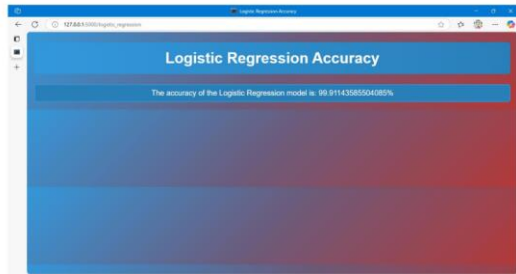 Logistic Regression Accuracy
127.0.0.1:5000/logistic_regression
Logistic Regression Accuracy
The accuracy of the Logistic Regression model is: 99.91143585504085%